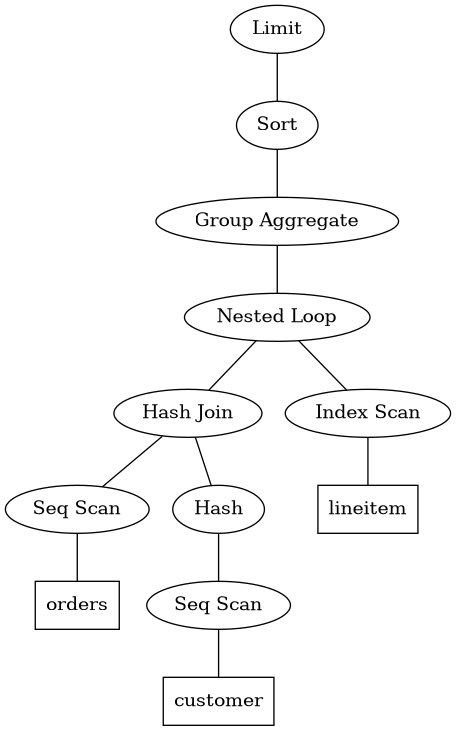 Limit
Sort
Group Aggregate
Nested Loop
Hash Join
Index Scan
Seq Scan
Hash
lineitem
orders
Seq Scan
customer